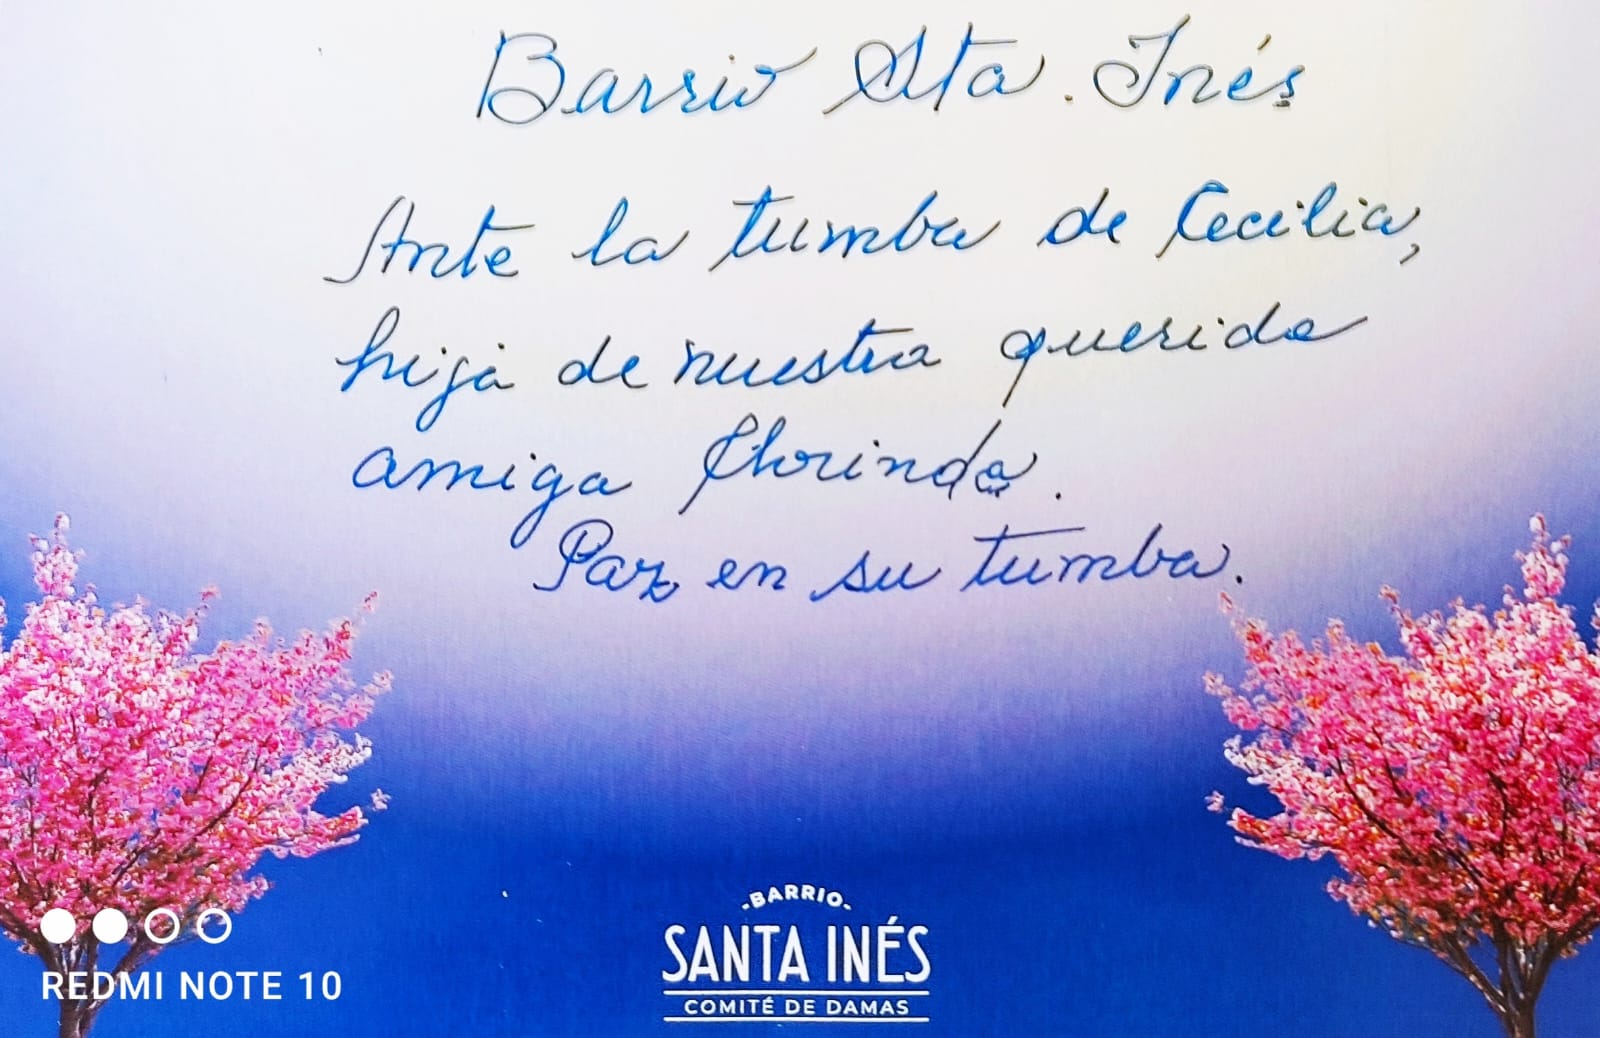 Barrio Sta. Inés
Ante la tumba de Cecilia,
hija de nuestra querida
amiga Clorinda.
Paz en su tumba.
-BARRIO-
SANTA INÉS
COMITÉ DE DAMAS
REDMI NOTE 10